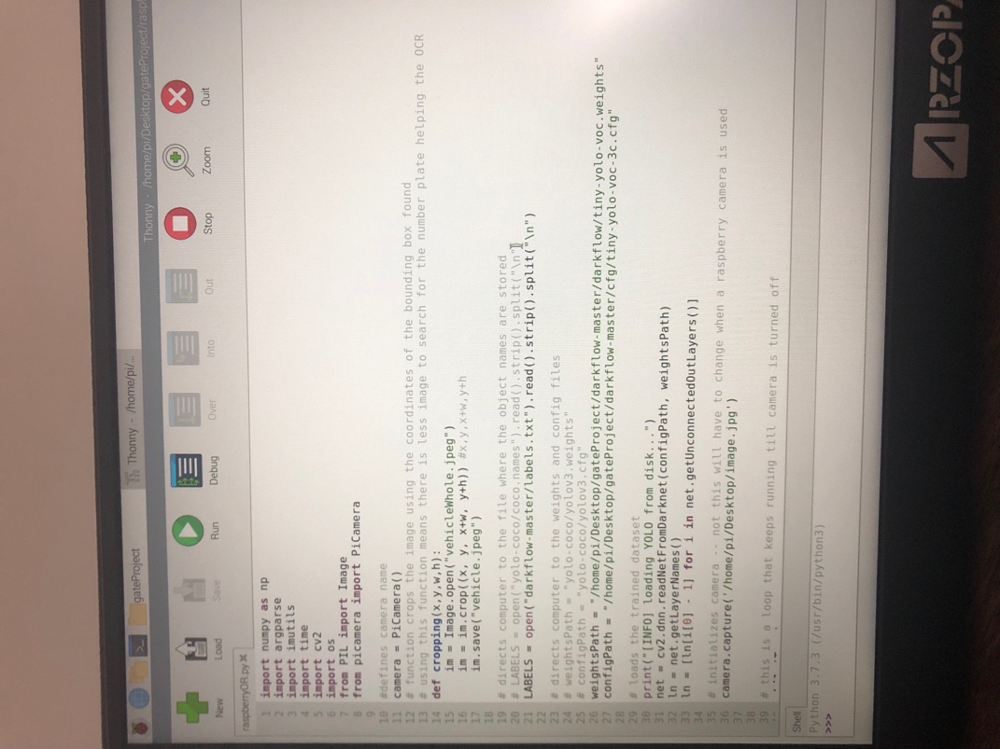 Thonny - /home/pi/Desktop/gateProject/rasp
gateProject
Thonny - /home/pi/...
New
Load
Save
Run
Debug
Over
Into
Out
Stop
Zoom
Quit
raspberryOR.py
1 import numpy as np
2 import argparse
3 import imutils
4 import time
5 import cv2
6 import os
7 from PIL import Image
8 from picamera import PiCamera
9
10 #defines camera name
11 camera = PiCamera()
12 # function crops the image using the coordinates of the bounding box found
13 # using this function means there is less image to search for the number plate helping the OCR
14 def cropping(x,y,w,h):
15 im = Image.open("vehicleWhole.jpeg")
16 im = im.crop((x, y, x+w, y+h)) #x,y,x+w,y+h
17 im.save("vehicle.jpeg")
18
19 # directs computer to the file where the object names are stored
20 # LABELS = open("yolo-coco/coco.names").read().strip().split("\n")
21 LABELS = open("darkflow-master/labels.txt").read().strip().split("\n")
22
23 # directs computer to the weights and config files
24 # weightsPath = "yolo-coco/yolov3.weights"
25 # configPath = "yolo-coco/yolov3.cfg"
26 weightsPath = "/home/pi/Desktop/gateProject/darkflow-master/darkflow/tiny-yolo-voc.weights"
27 configPath = "/home/pi/Desktop/gateProject/darkflow-master/cfg/tiny-yolo-voc-3c.cfg"
28
29 # loads the trained dataset
30 print("[INFO] loading YOLO from disk...")
31 net = cv2.dnn.readNetFromDarknet(configPath, weightsPath)
32 ln = net.getLayerNames()
33 ln = [ln[i[0] - 1] for i in net.getUnconnectedOutLayers()]
34
35 # initializes camera -- not this will have to change when a raspberry camera is used
36 camera.capture('/home/pi/Desktop/image.jpg')
37
38
39 # this is a loop that keeps running till camera is turned off
Shell
Python 3.7.3 (/usr/bin/python3)
>>>
ARZOPA